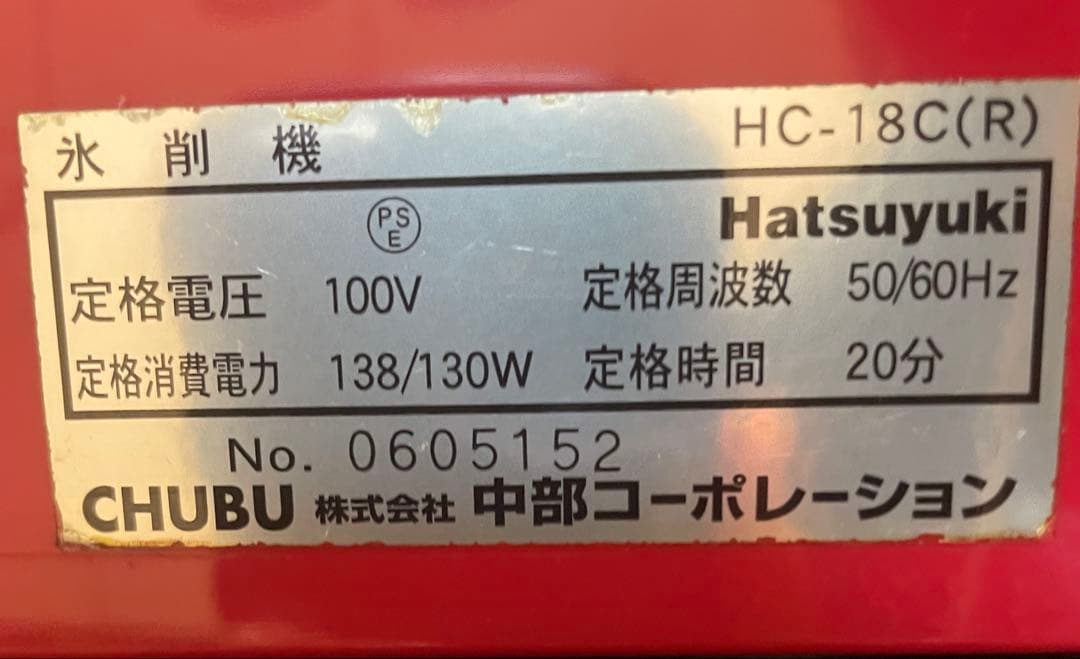 氷削機 HC-18C(R)
PS E Hatsuyuki
定格電圧 100V 定格周波数 50/60Hz
定格消費電力 138/130W 定格時間 20分
No. 0605152
CHUBU 株式会社 中部コーポレーション